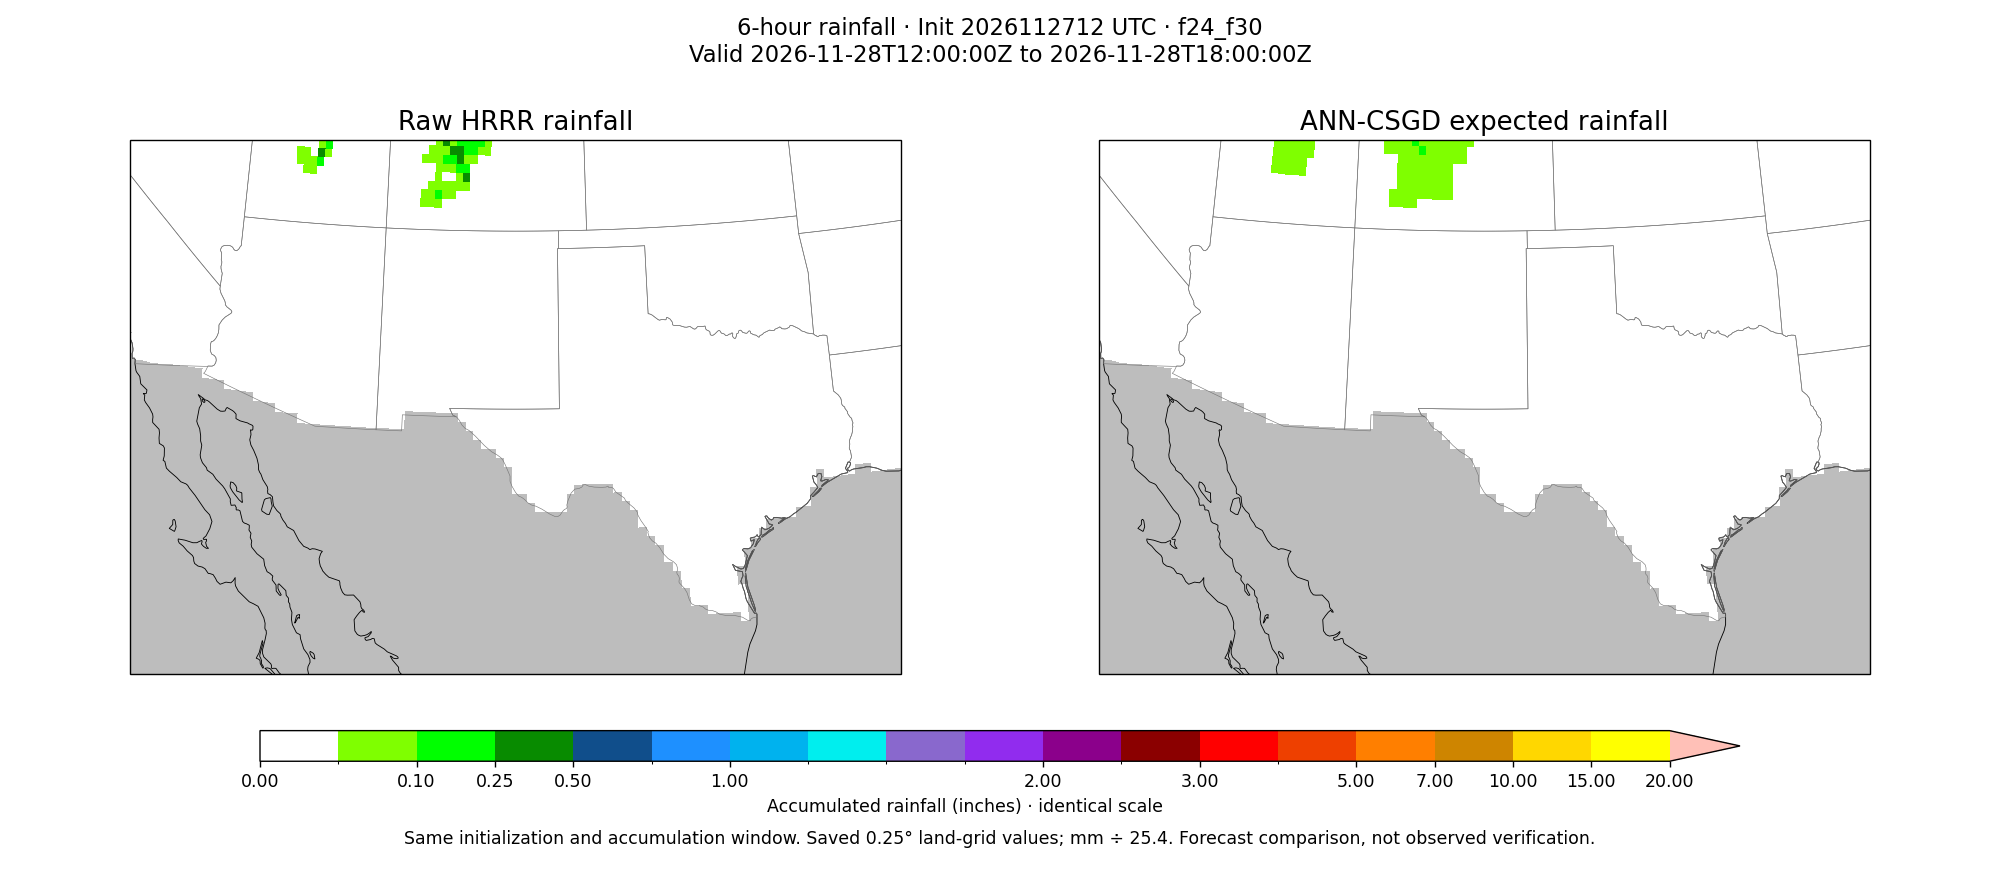 6-hour rainfall · Init 2026112712 UTC · f24_f30
Valid 2026-11-28T12:00:00Z to 2026-11-28T18:00:00Z
Raw HRRR rainfall
ANN-CSGD expected rainfall
0.00 0.10 0.25 0.50 1.00 2.00 3.00 5.00 7.00 10.00 15.00 20.00
Accumulated rainfall (inches) · identical scale
Same initialization and accumulation window. Saved 0.25° land-grid values; mm ÷ 25.4. Forecast comparison, not observed verification.